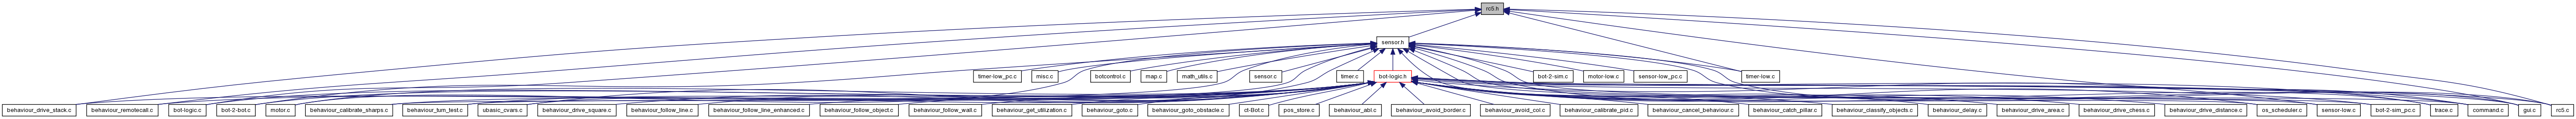 rc5.h
sensor.h
timer-low_pc.c
misc.c
botcontrol.c
map.c
math_utils.c
sensor.c
timer.c
bot-logic.h
bot-2-sim.c
motor-low.c
sensor-low_pc.c
timer-low.c
behaviour_drive_stack.c
behaviour_remotecall.c
bot-logic.c
bot-2-bot.c
motor.c
behaviour_calibrate_sharps.c
behaviour_turn_test.c
ubasic_cvars.c
behaviour_drive_square.c
behaviour_follow_line.c
behaviour_follow_line_enhanced.c
behaviour_follow_object.c
behaviour_follow_wall.c
behaviour_get_utilization.c
behaviour_goto.c
behaviour_goto_obstacle.c
ct-Bot.c
pos_store.c
behaviour_abl.c
behaviour_avoid_border.c
behaviour_avoid_col.c
behaviour_calibrate_pid.c
behaviour_cancel_behaviour.c
behaviour_catch_pillar.c
behaviour_classify_objects.c
behaviour_delay.c
behaviour_drive_area.c
behaviour_drive_chess.c
behaviour_drive_distance.c
os_scheduler.c
sensor-low.c
bot-2-sim_pc.c
trace.c
command.c
gui.c
rc5.c